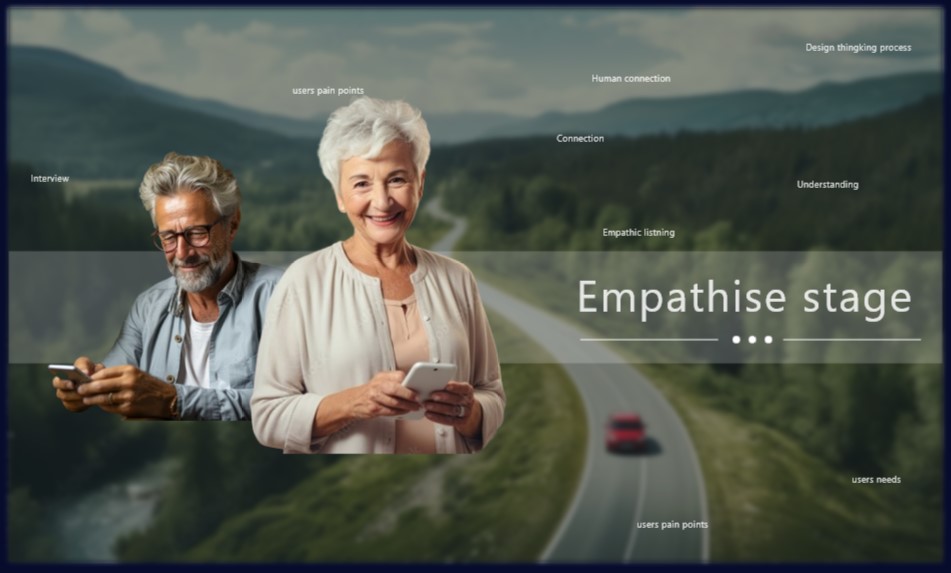 Design thingking process
Human connection
users pain points
Connection
Interview
Understanding
Empathic listning
Empathise stage
users needs
users pain points